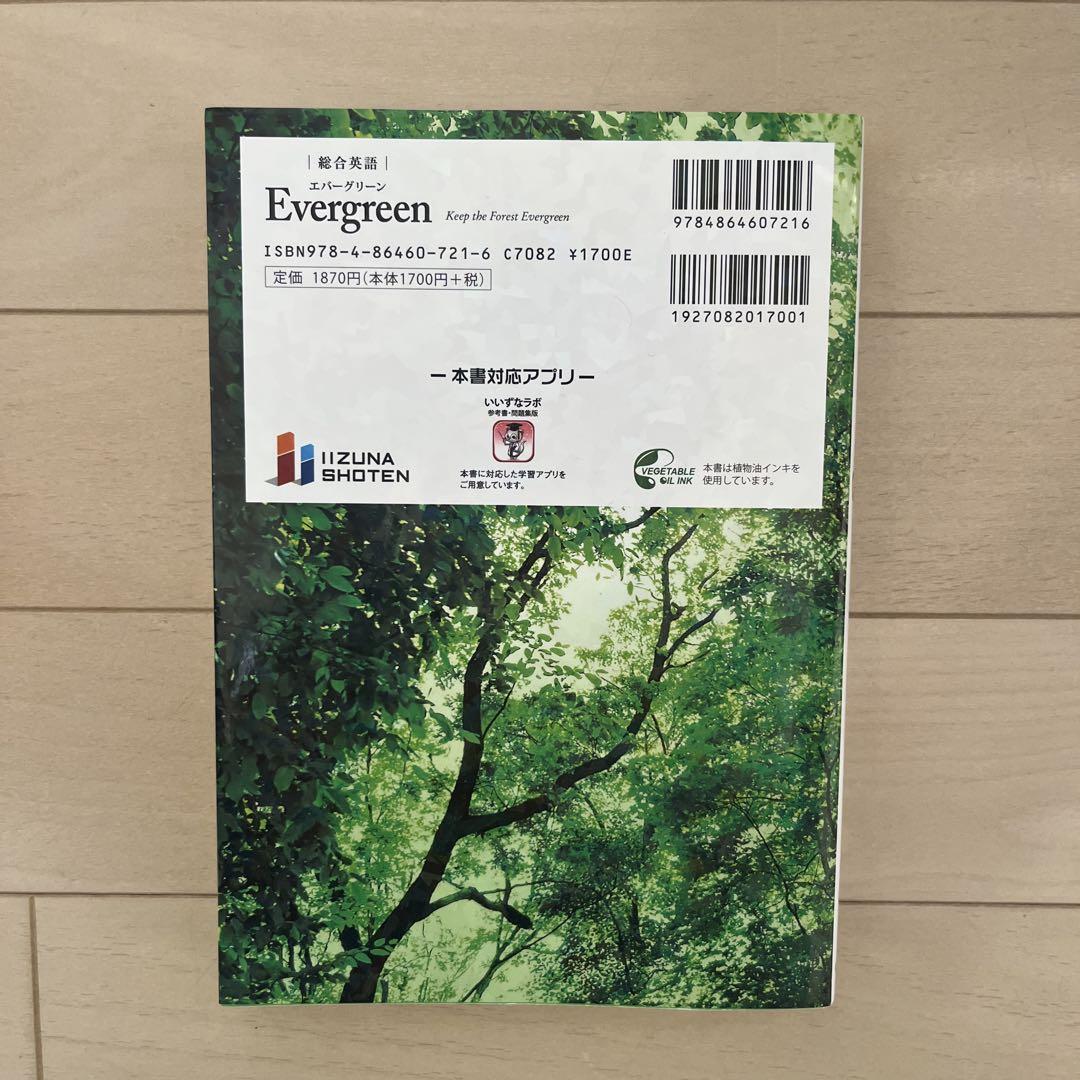 ｜総合英語｜
エバーグリーン
Evergreen Keep the Forest Evergreen
ISBN978-4-86460-721-6 C7082 ¥1700E
定価 1870円(本体1700円+税)
9784864607216
1927082017001
ー本書対応アプリー
いいずなラボ
参考書・問題集版
本書に対応した学習アプリを
ご用意しています。
IIZUNA
SHOTEN
VEGETABLE
OIL INK
本書は植物油インキを
使用しています。